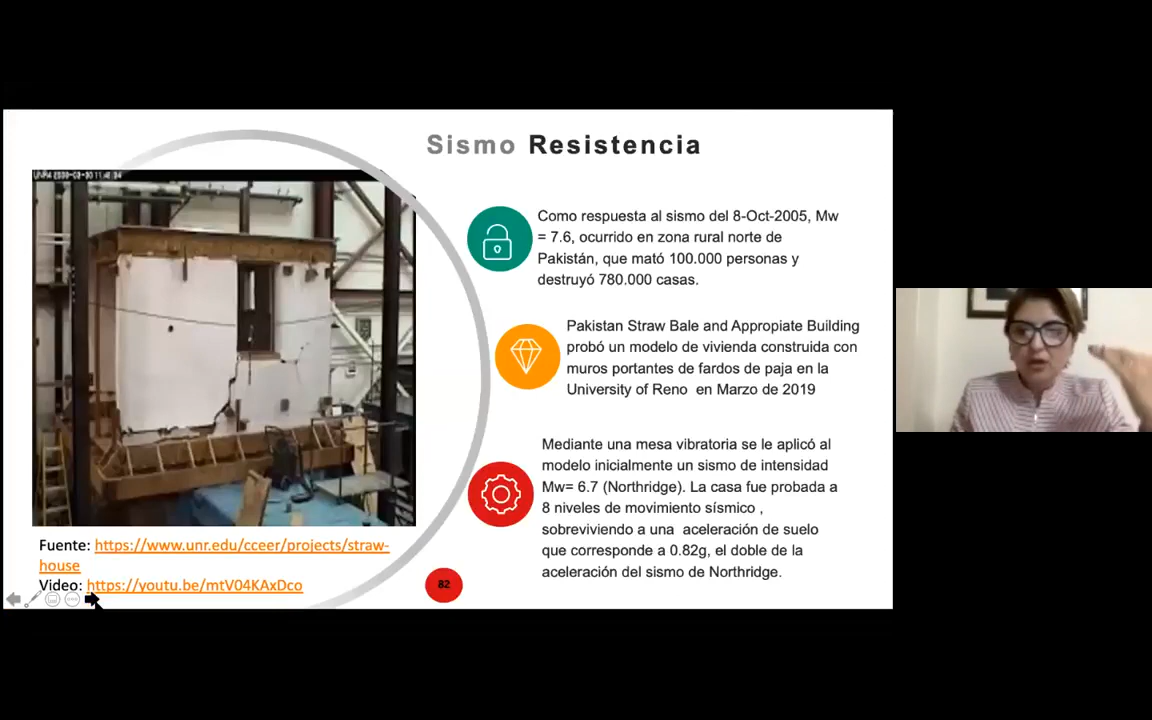 Sismo Resistencia
Como respuesta al sismo del 8-Oct-2005, Mw
= 7.6, ocurrido en zona rural norte de
Pakistán, que mató 100.000 personas y
destruyó 780.000 casas.
Pakistan Straw Bale and Appropiate Building
probó un modelo de vivienda construida con
muros portantes de fardos de paja en la
University of Reno en Marzo de 2019
Mediante una mesa vibratoria se le aplicó al
modelo inicialmente un sismo de intensidad
Mw= 6.7 (Northridge). La casa fue probada a
8 niveles de movimiento sísmico ,
sobreviviendo a una aceleración de suelo
que corresponde a 0.82g, el doble de la
aceleración del sismo de Northridge.
Fuente: https://www.unr.edu/cceer/projects/straw-
house
Video: https://youtu.be/mtV04KAxDco
82